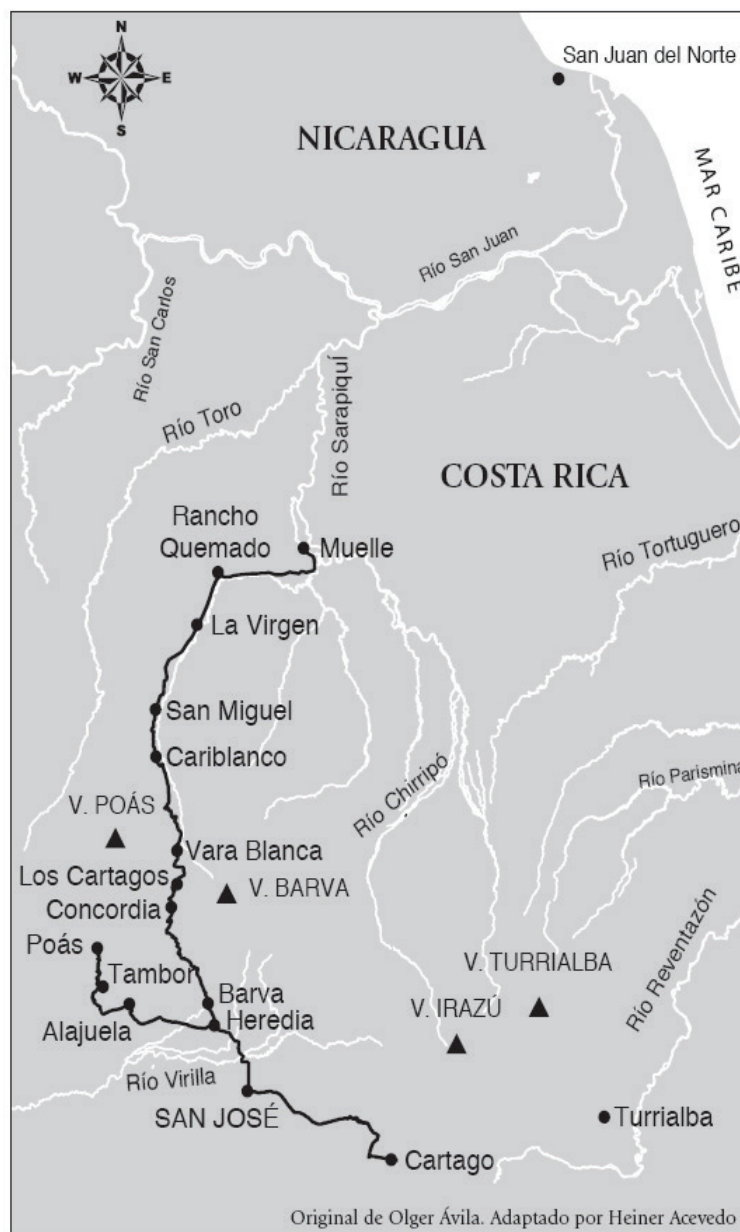 N
W E
S
San Juan del Norte
NICARAGUA
MAR CARIBE
Río San Juan
Río San Carlos
Río Toro
Río Sarapiquí
COSTA RICA
Rancho
Quemado
Muelle
Río Tortuguero
La Virgen
San Miguel
Cariblanco
Río Chirripó
Río Parismina
V. POÁS
Vara Blanca
Los Cartagos
V. BARVA
Concordia
Poás
Tambor
V. TURRIALBA
Río Reventazón
Barva
V. IRAZÚ
Alajuela
Heredia
Río Virilla
SAN JOSÉ
Turrialba
Cartago
Original de Olger Ávila. Adaptado por Heiner Acevedo